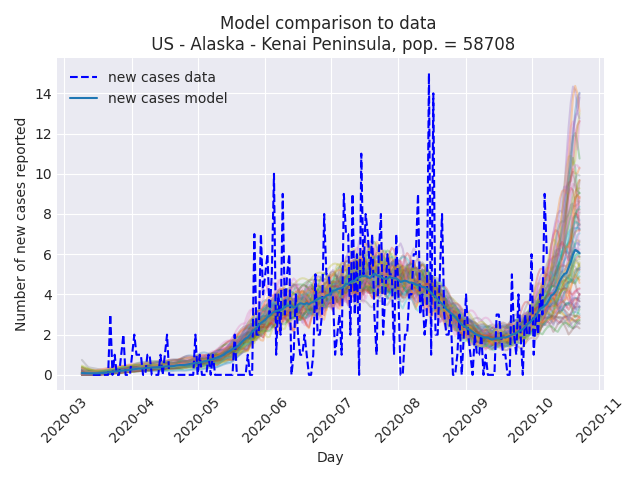 Model comparison to data
US - Alaska - Kenai Peninsula, pop. = 58708
new cases data
new cases model
Number of new cases reported
14
12
10
8
6
4
2
0
2020-03
2020-04
2020-05
2020-06
2020-07
2020-08
2020-09
2020-10
2020-11
Day